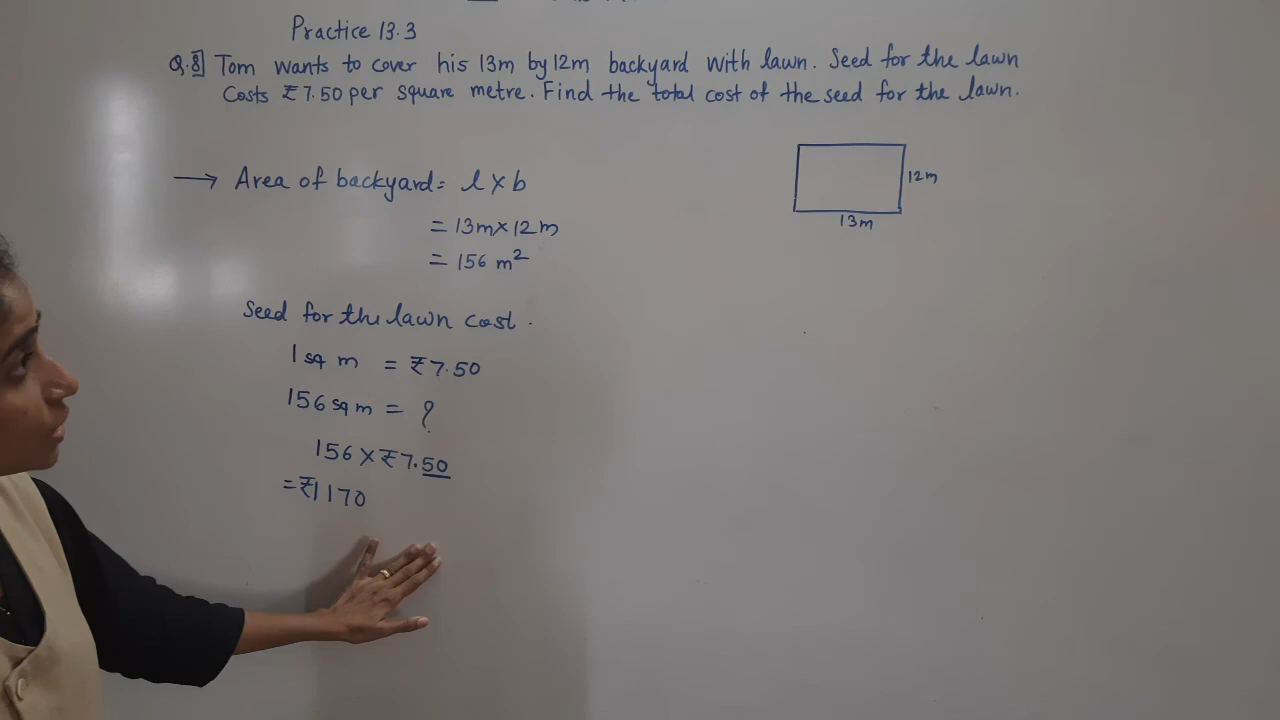 Practice 13.3
Q.8] Tom wants to cover his 13m by 12m backyard with lawn. Seed for the lawn
Costs ₹7.50 per square metre. Find the total cost of the seed for the lawn.
→ Area of backyard = l × b
= 13m × 12m
= 156 m²
12m
13m
Seed for the lawn cost.
1 sq m = ₹7.50
156 sq m = ?
156 × ₹7.50
= ₹1170